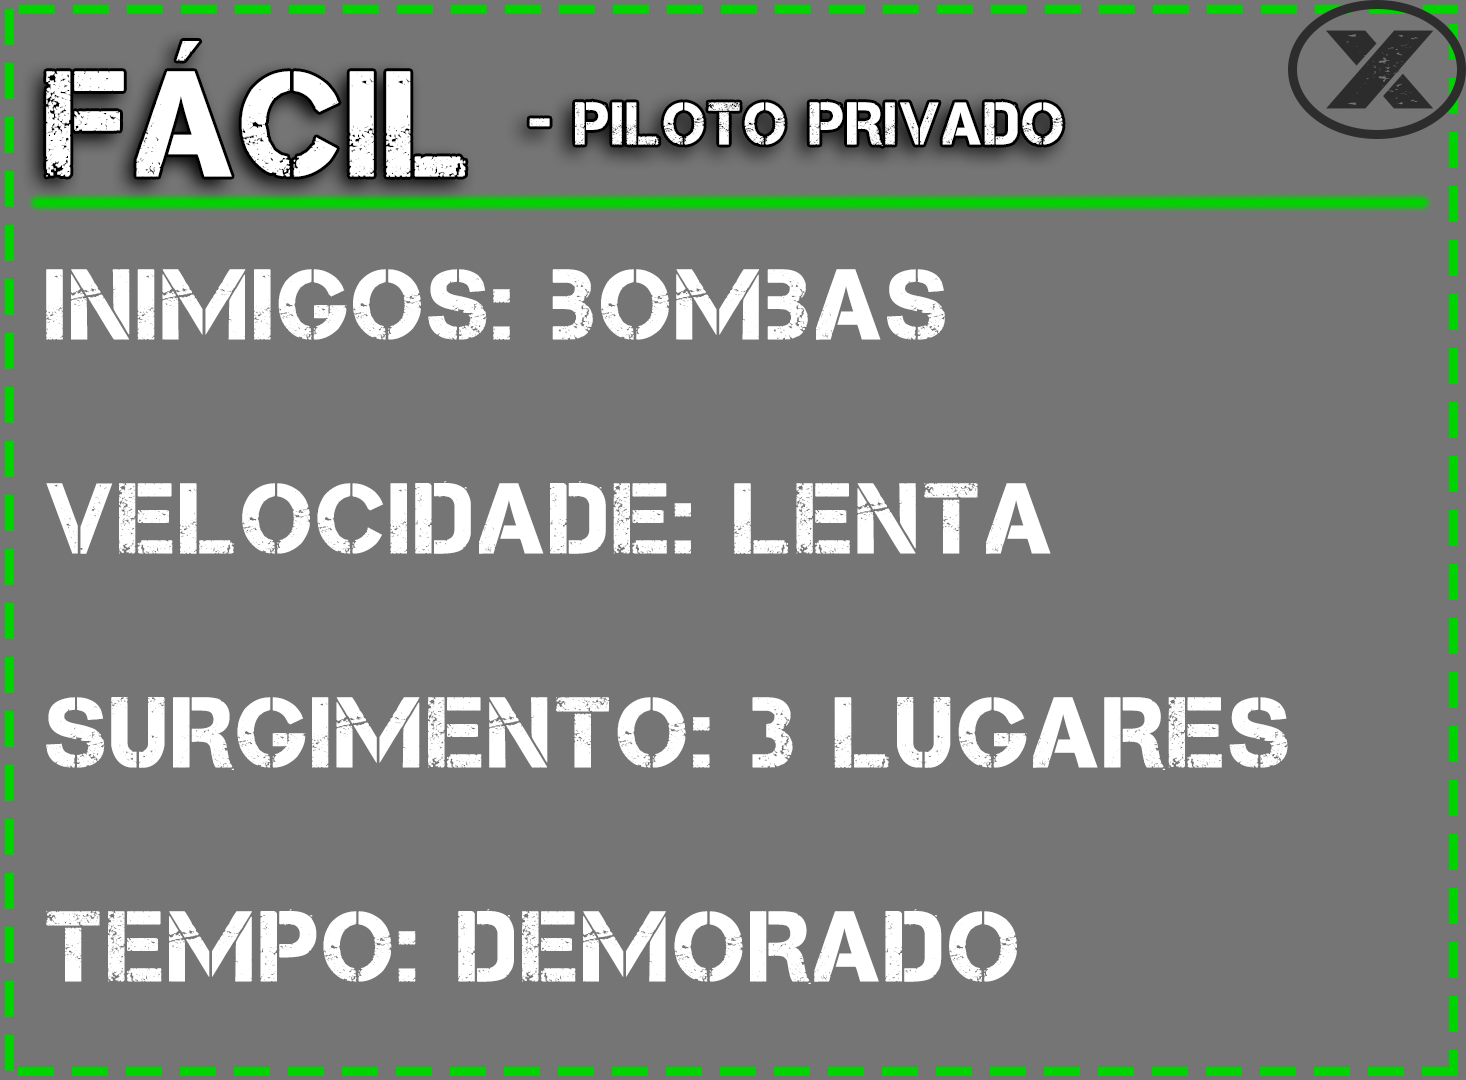 FÁCIL - PILOTO PRIVADO
INIMIGOS: BOMBAS
VELOCIDADE: LENTA
SURGIMENTO: 3 LUGARES
TEMPO: DEMORADO
X